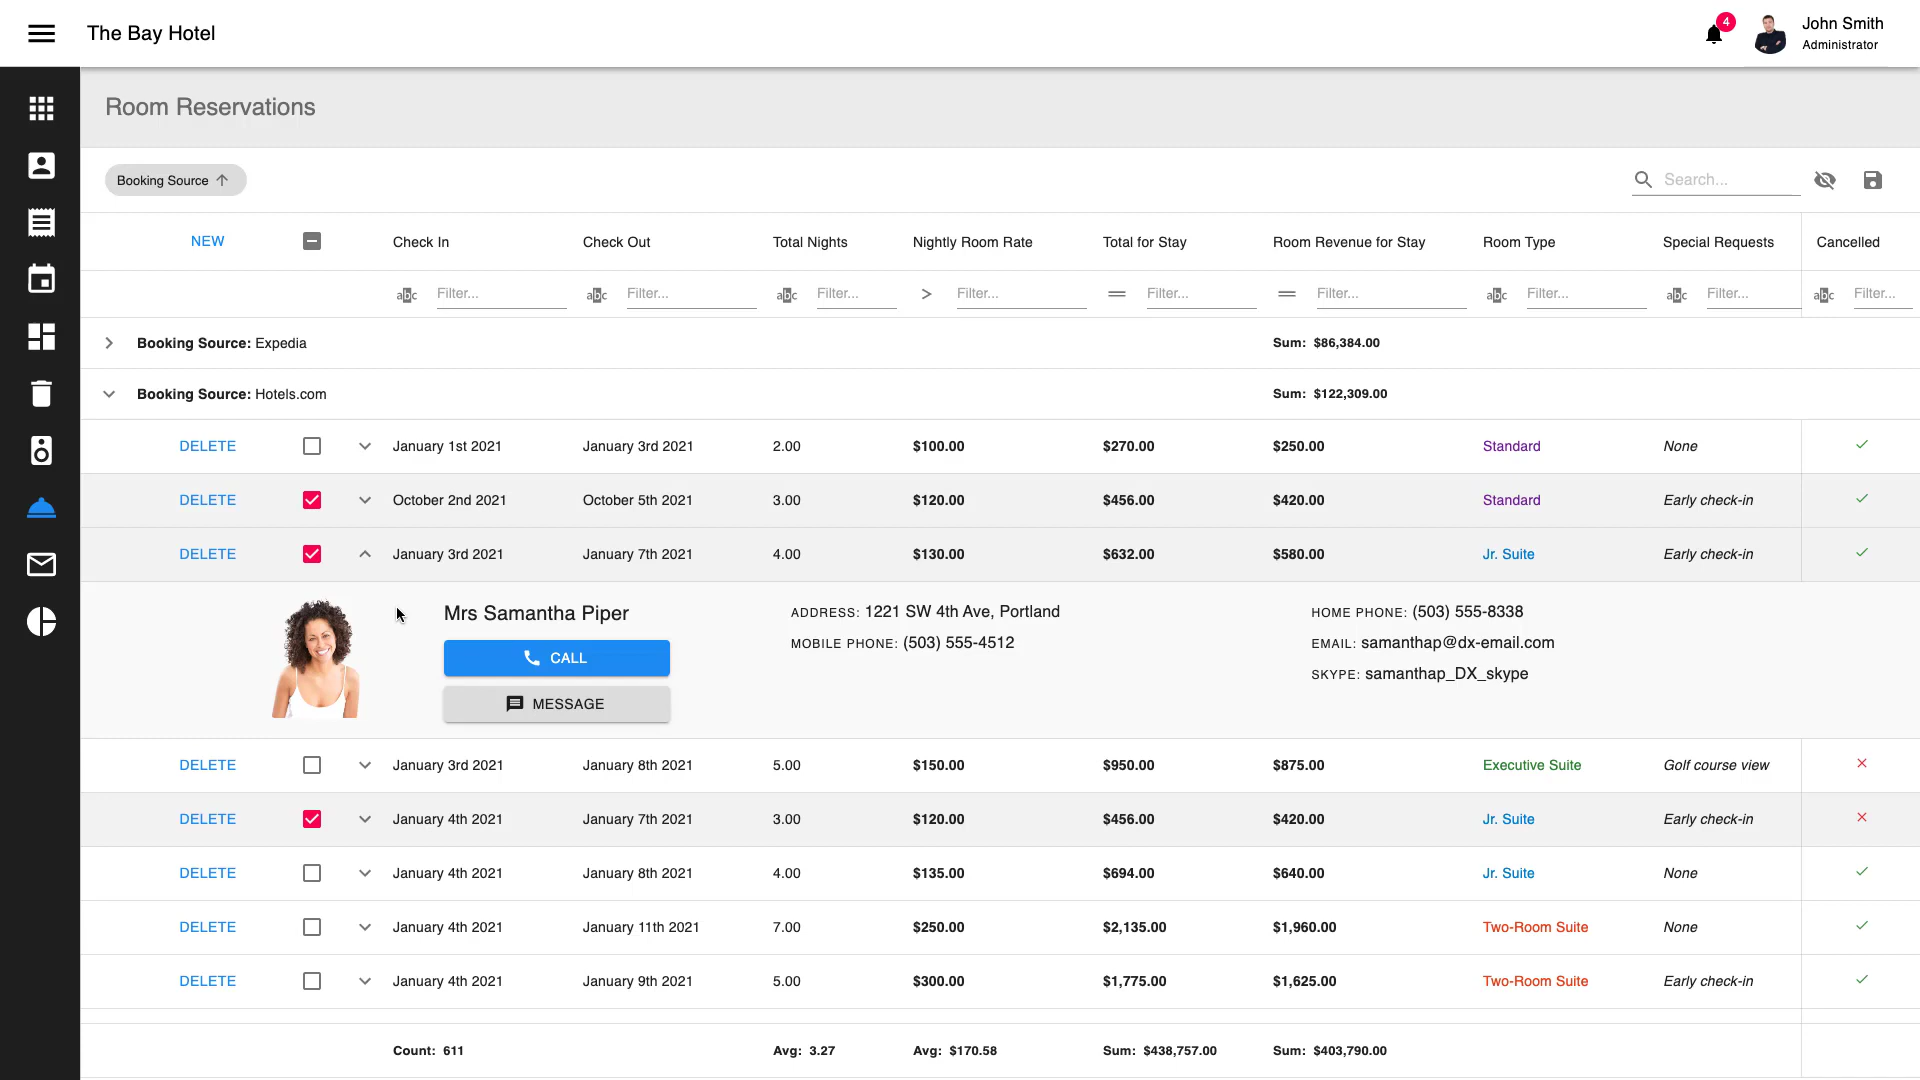 The Bay Hotel
4
John Smith
Administrator
Room Reservations
Booking Source
Search...
NEW Check In Check Out Total Nights Nightly Room Rate Total for Stay Room Revenue for Stay Room Type Special Requests Cancelled
abc Filter... abc Filter... abc Filter... > Filter... = Filter... = Filter... abc Filter... abc Filter... abc Filter...
Booking Source: Expedia Sum: $86,384.00
Booking Source: Hotels.com Sum: $122,309.00
DELETE January 1st 2021 January 3rd 2021 2.00 $100.00 $270.00 $250.00 Standard None
DELETE October 2nd 2021 October 5th 2021 3.00 $120.00 $456.00 $420.00 Standard Early check-in
DELETE January 3rd 2021 January 7th 2021 4.00 $130.00 $632.00 $580.00 Jr. Suite Early check-in
Mrs Samantha Piper
CALL
MESSAGE
ADDRESS: 1221 SW 4th Ave, Portland
MOBILE PHONE: (503) 555-4512
HOME PHONE: (503) 555-8338
EMAIL: samanthap@dx-email.com
SKYPE: samanthap_DX_skype
DELETE January 3rd 2021 January 8th 2021 5.00 $150.00 $950.00 $875.00 Executive Suite Golf course view
DELETE January 4th 2021 January 7th 2021 3.00 $120.00 $456.00 $420.00 Jr. Suite Early check-in
DELETE January 4th 2021 January 8th 2021 4.00 $135.00 $694.00 $640.00 Jr. Suite None
DELETE January 4th 2021 January 11th 2021 7.00 $250.00 $2,135.00 $1,960.00 Two-Room Suite None
DELETE January 4th 2021 January 9th 2021 5.00 $300.00 $1,775.00 $1,625.00 Two-Room Suite Early check-in
Count: 611 Avg: 3.27 Avg: $170.58 Sum: $438,757.00 Sum: $403,790.00